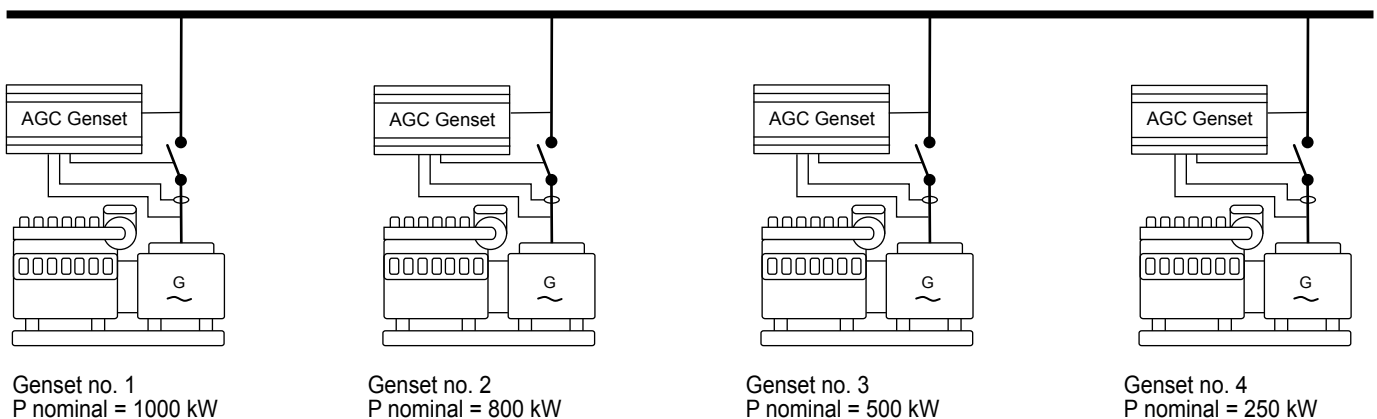 AGC Genset
AGC Genset
AGC Genset
AGC Genset
G
G
G
G
Genset no. 1
P nominal = 1000 kW
Genset no. 2
P nominal = 800 kW
Genset no. 3
P nominal = 500 kW
Genset no. 4
P nominal = 250 kW